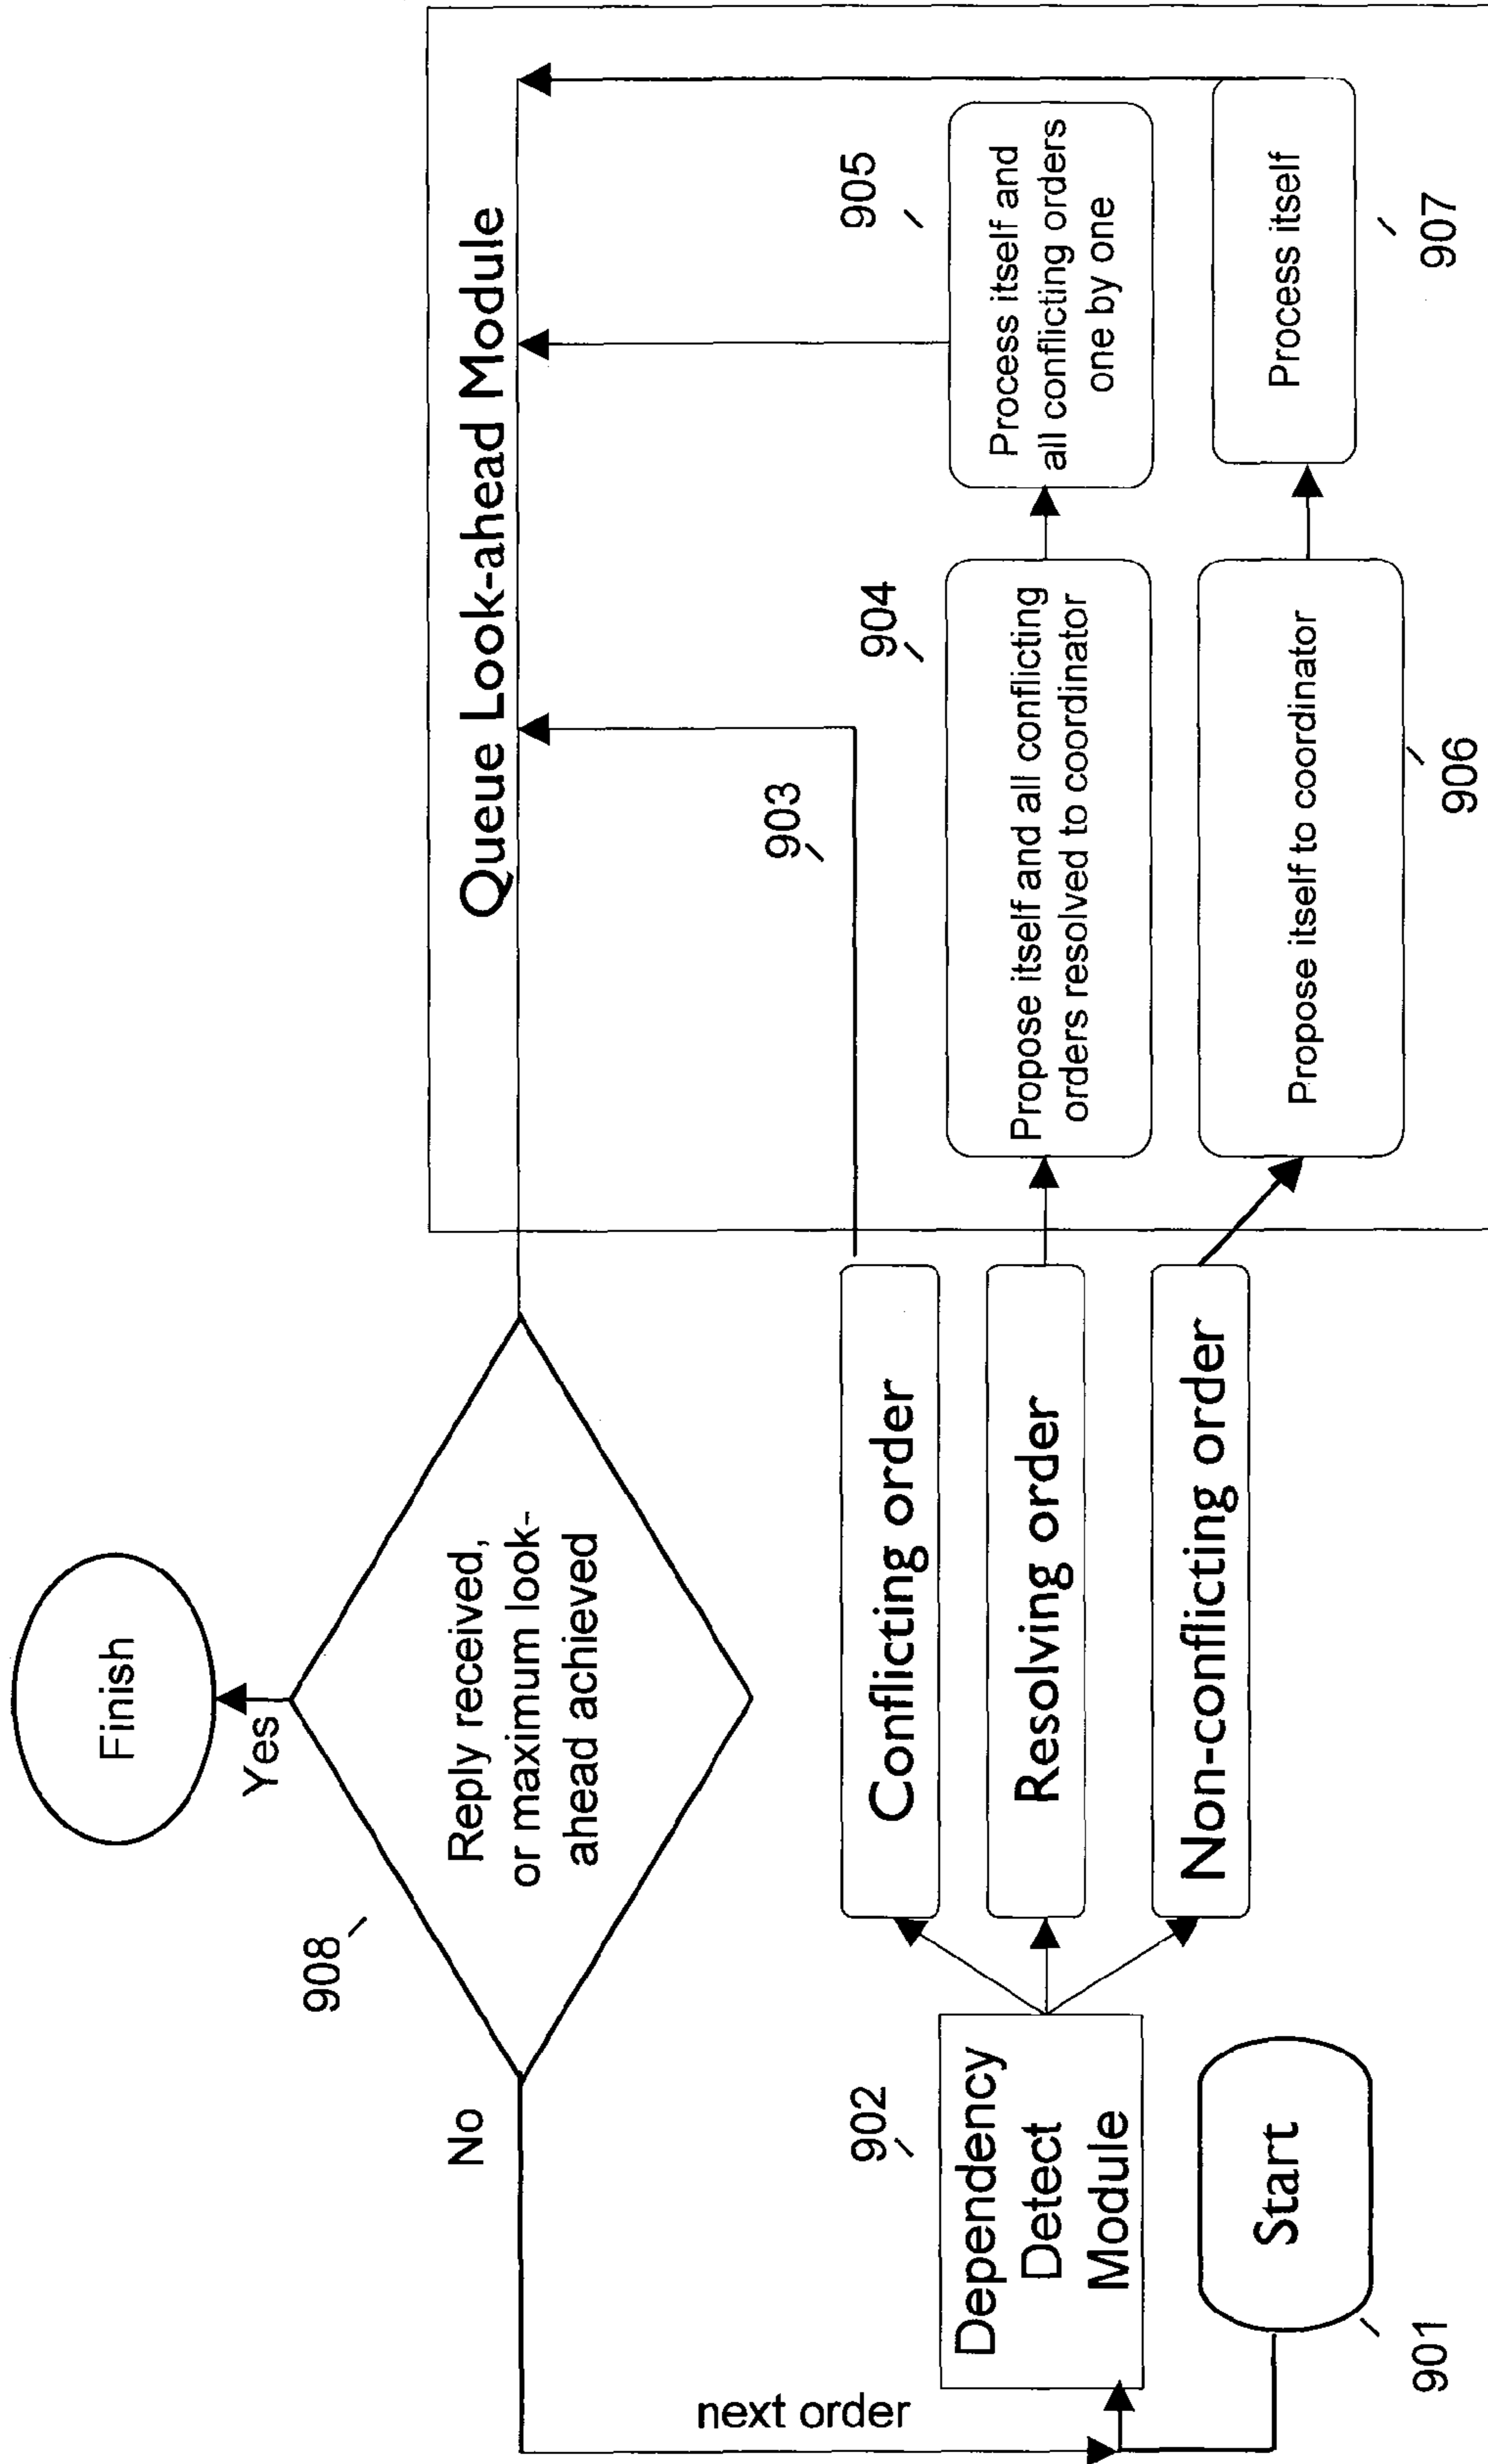 Finish
Yes
908
No
Reply received,
or maximum look-
ahead achieved
Queue Look-ahead Module
next order
902
Dependency
Detect
Module
Start
901
Conflicting order
Resolving order
Non-conflicting order
903
904
Propose itself and all conflicting
orders resolved to coordinator
905
Process itself and
all conflicting orders
one by one
Propose itself to coordinator
906
Process itself
907